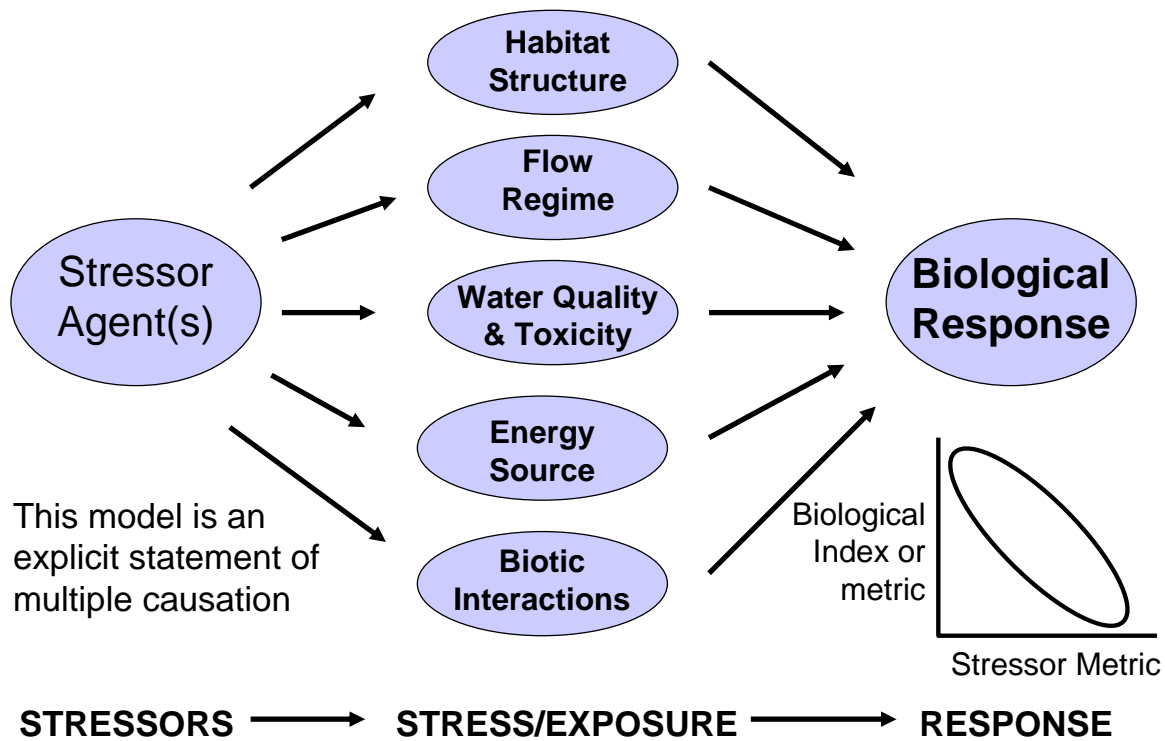 Habitat
Structure
Flow
Regime
Stressor
Agent(s)
Water Quality
& Toxicity
Biological
Response
Energy
Source
Biotic
Interactions
This model is an
explicit statement of
multiple causation
Biological
Index or
metric
Stressor Metric
STRESSORS
STRESS/EXPOSURE
RESPONSE